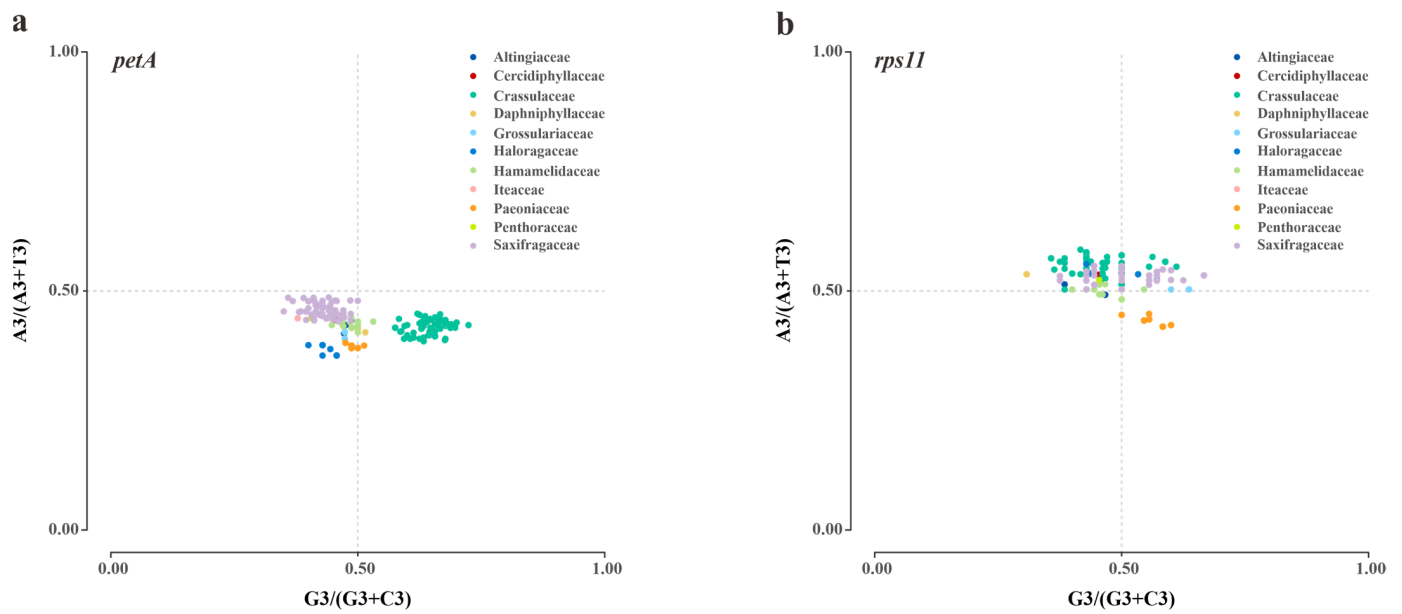 a
petA
1.00
0.50
0.00
A3/(A3+T3)
Altingiaceae
Cercidiphyllaceae
Crassulaceae
Daphniphyllaceae
Grossulariaceae
Haloragaceae
Hamamelidaceae
Iteaceae
Paeoniaceae
Penthoraceae
Saxifragaceae
0.00 0.50 1.00
G3/(G3+C3)
b
rps11
1.00
0.50
0.00
A3/(A3+T3)
Altingiaceae
Cercidiphyllaceae
Crassulaceae
Daphniphyllaceae
Grossulariaceae
Haloragaceae
Hamamelidaceae
Iteaceae
Paeoniaceae
Penthoraceae
Saxifragaceae
0.00 0.50 1.00
G3/(G3+C3)